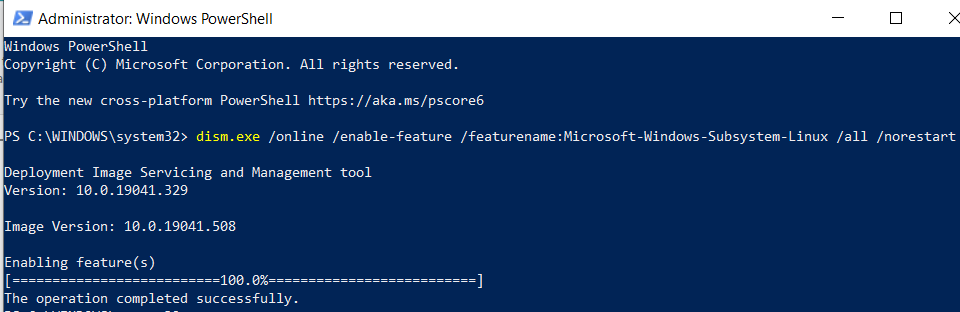 Administrator: Windows PowerShell
Windows PowerShell
Copyright (C) Microsoft Corporation. All rights reserved.
Try the new cross-platform PowerShell https://aka.ms/pscore6
PS C:\WINDOWS\system32> dism.exe /online /enable-feature /featurename:Microsoft-Windows-Subsystem-Linux /all /norestart
Deployment Image Servicing and Management tool
Version: 10.0.19041.329
Image Version: 10.0.19041.508
Enabling feature(s)
[==========================100.0%==========================]
The operation completed successfully.